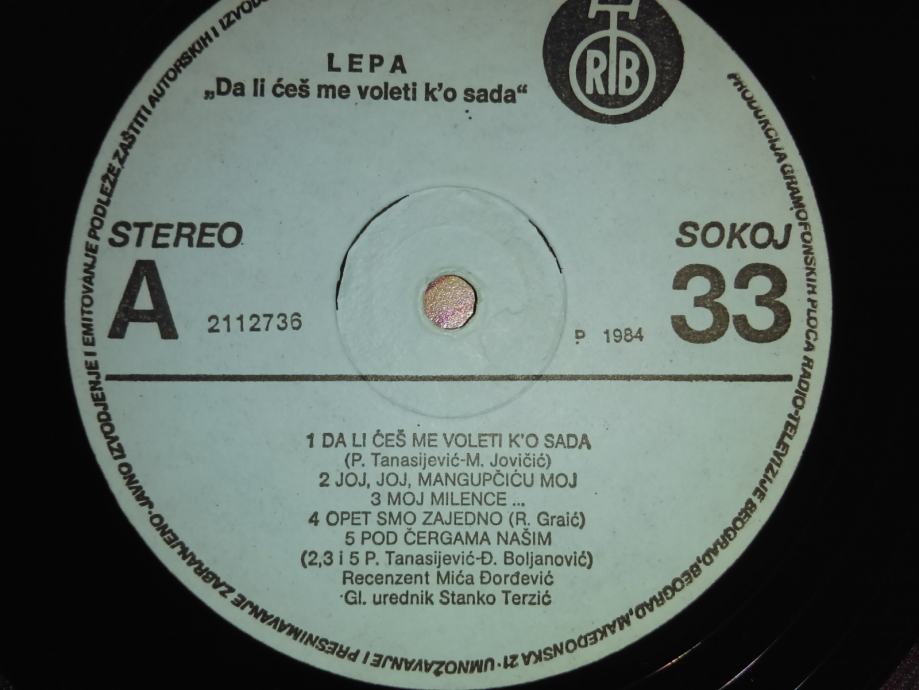 LEPA
„Da li ćeš me voleti k'o sada“
RTB
STEREO
A
2112736
SOKOJ
33
P 1984
1 DA LI ĆEŠ ME VOLETI K'O SADA
(P. Tanasijević-M. Jovičić)
2 JOJ, JOJ, MANGUPČIĆU MOJ
3 MOJ MILENCE ...
4 OPET SMO ZAJEDNO (R. Graić)
5 POD ČERGAMA NAŠIM
(2,3 i 5 P. Tanasijević-Đ. Boljanović)
Recenzent Mića Đorđević
Gl. urednik Stanko Terzić
PRODUKCIJA GRAMOFONSKIH PLOČA RADIO-TELEVIZIJE BEOGRAD, BEOGRAD, MAKEDONSKA 21 · UMNOŽAVANJE I PRESNIMAVANJE ZABRANJENO · JAVNO IZVODJENJE I EMITOVANJE PODLEŽE ZAŠTITI AUTORSKIH I